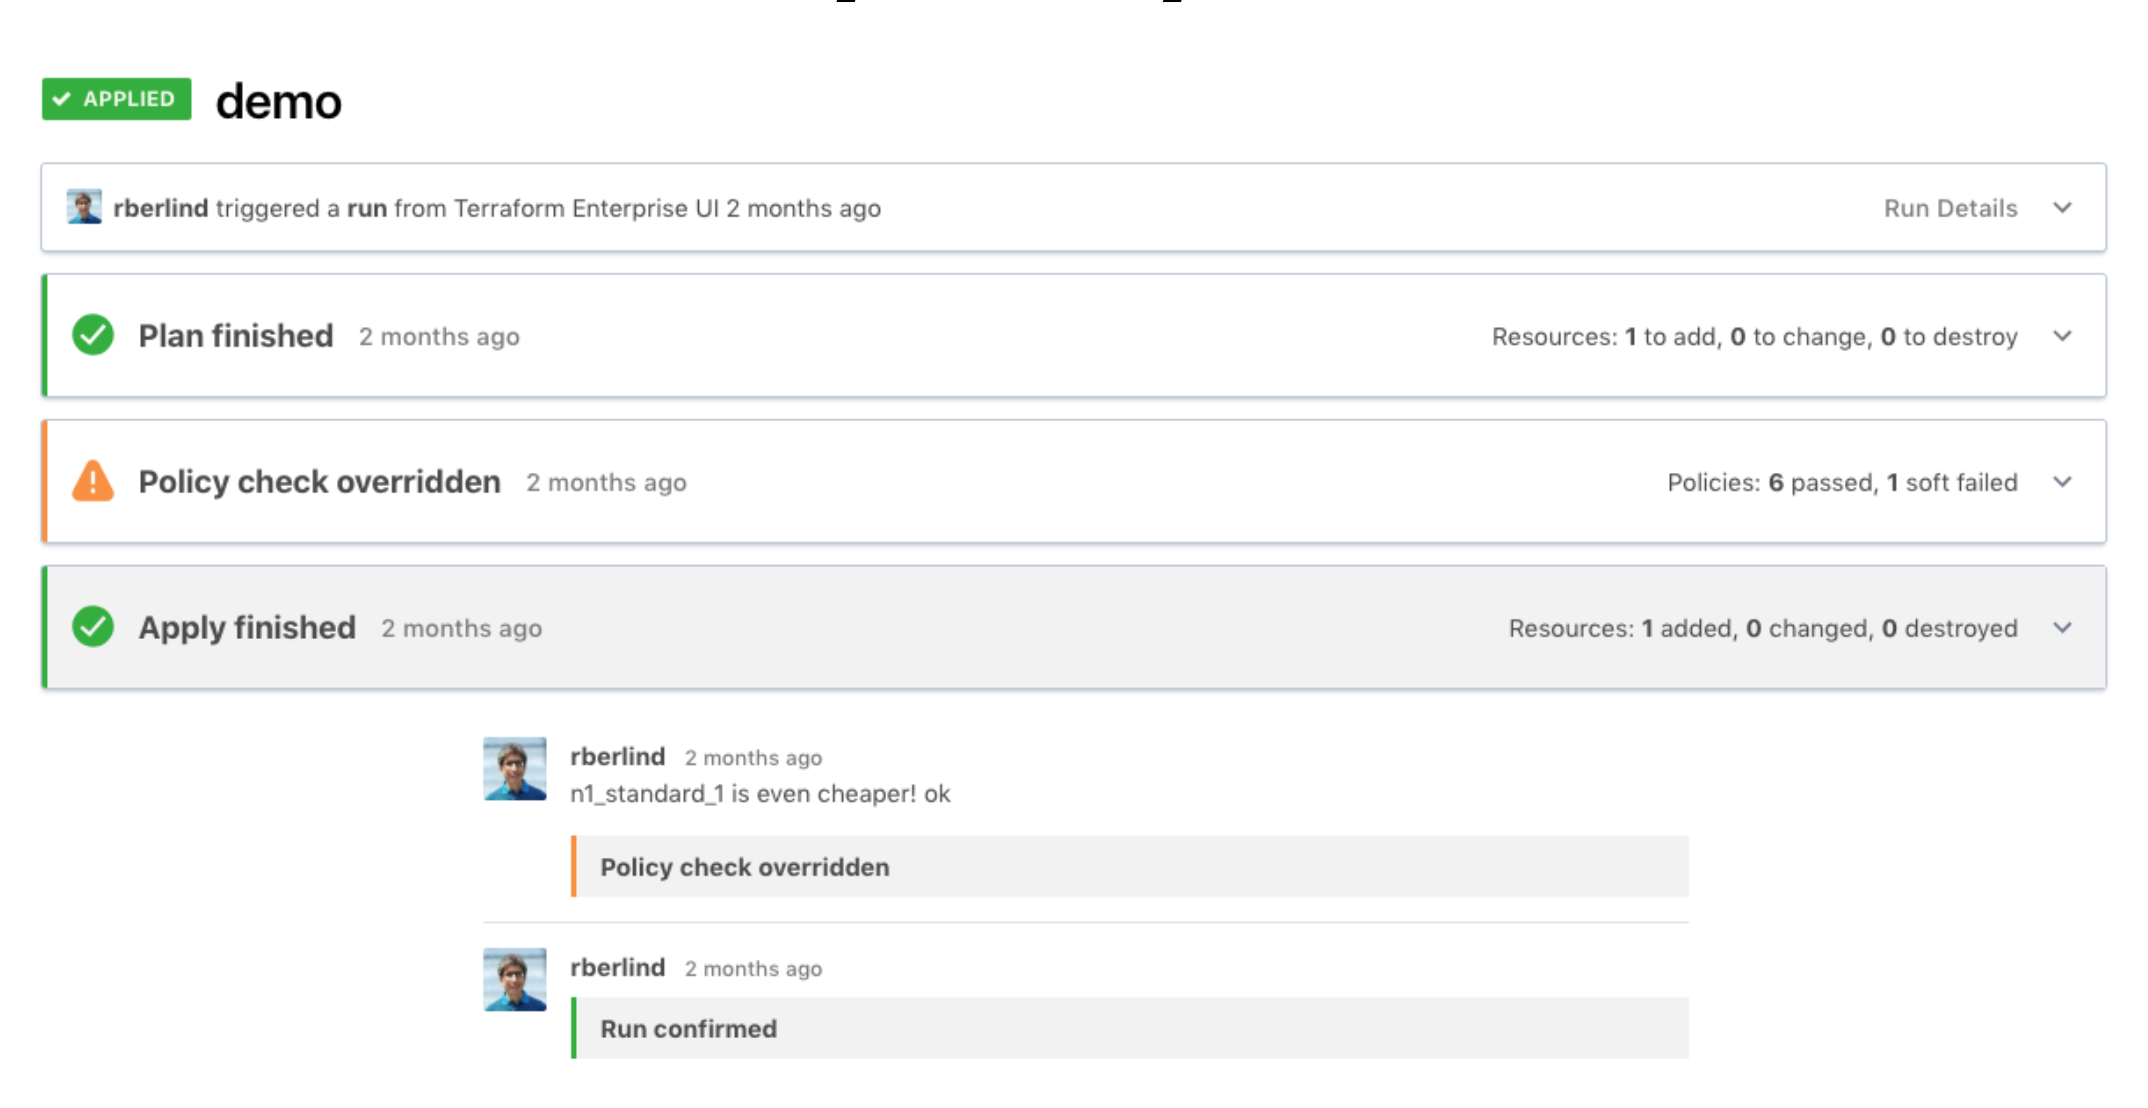 APPLIED demo
rberlind triggered a run from Terraform Enterprise UI 2 months ago Run Details
Plan finished 2 months ago Resources: 1 to add, 0 to change, 0 to destroy
Policy check overridden 2 months ago Policies: 6 passed, 1 soft failed
Apply finished 2 months ago Resources: 1 added, 0 changed, 0 destroyed
rberlind 2 months ago
n1_standard_1 is even cheaper! ok
Policy check overridden
rberlind 2 months ago
Run confirmed